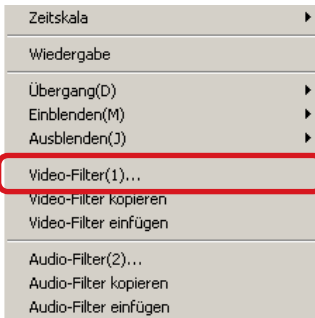 Zeitskala
Wiedergabe
Übergang(D)
Einblenden(M)
Ausblenden(J)
Video-Filter(1)...
Video-Filter kopieren
Video-Filter einfügen
Audio-Filter(2)...
Audio-Filter kopieren
Audio-Filter einfügen